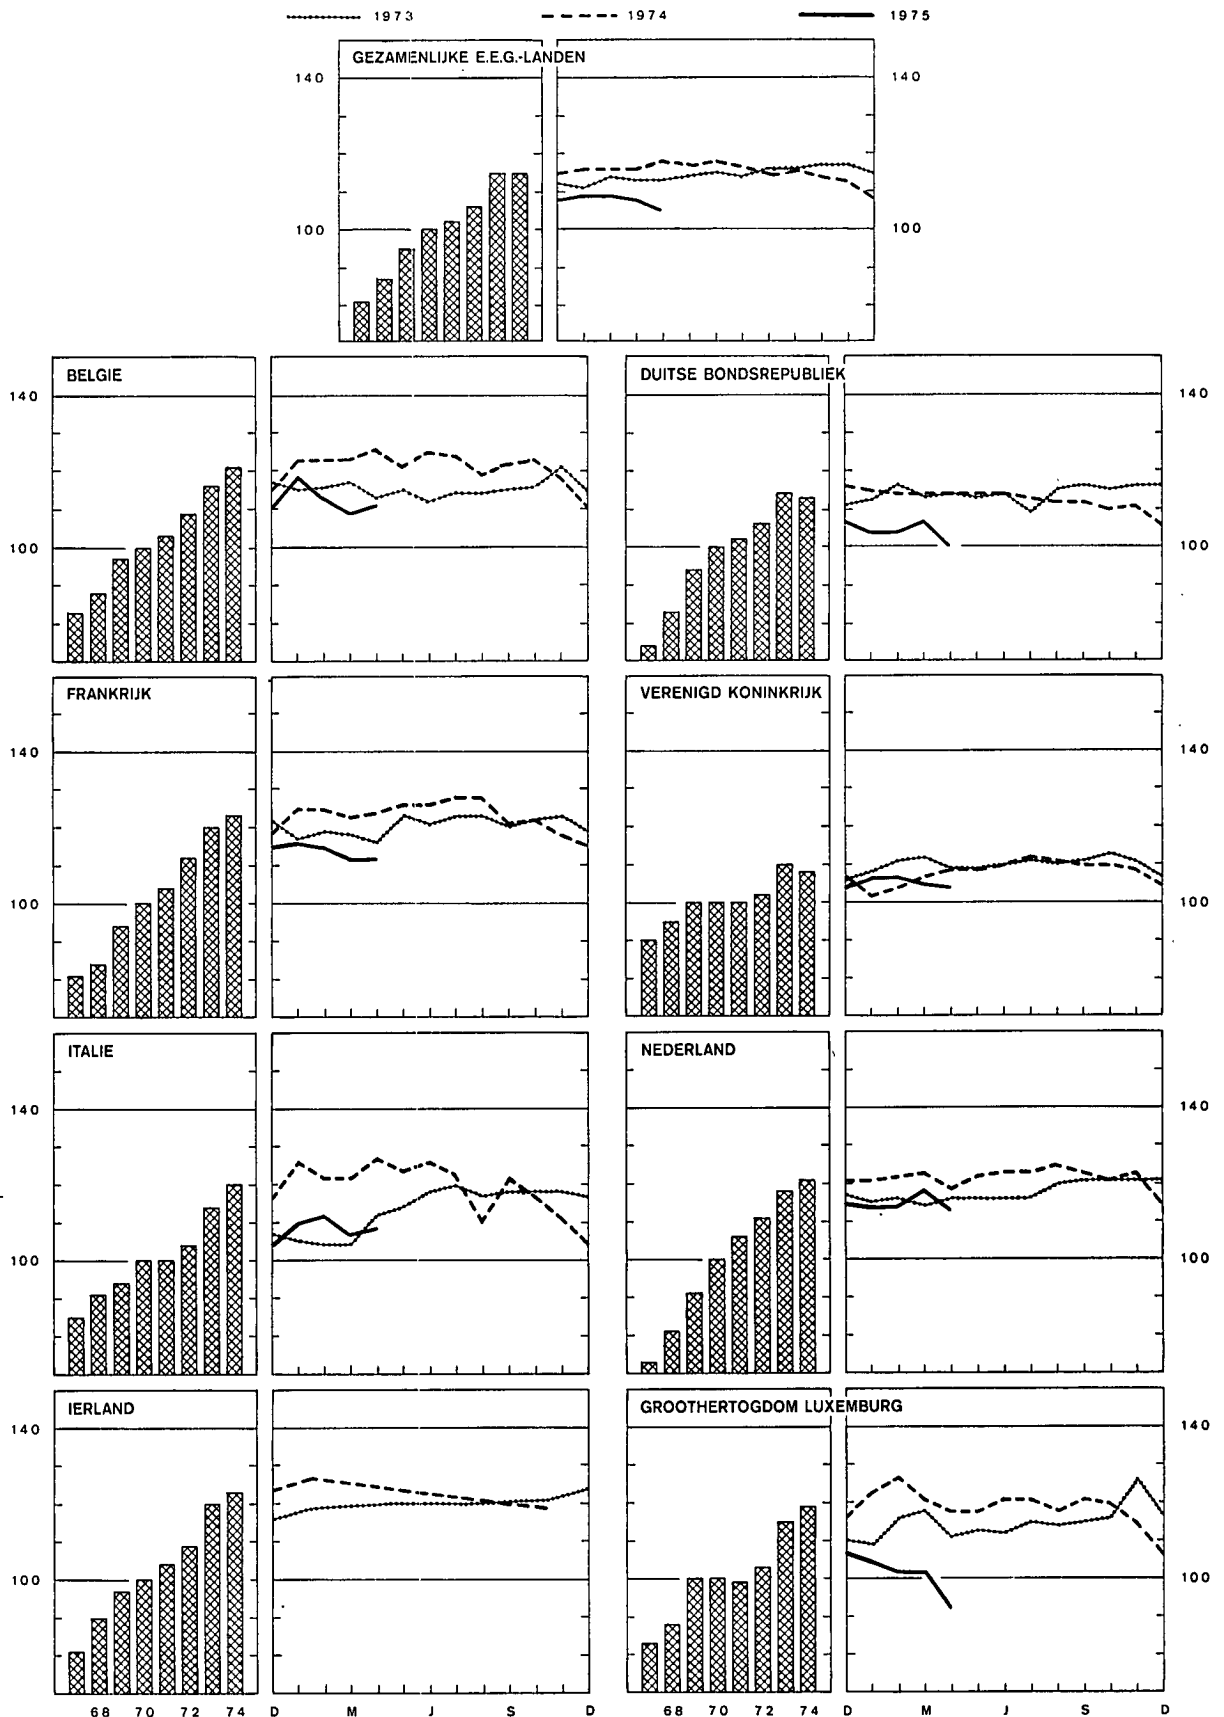 1973 1974 1975
GEZAMENLIJKE E.E.G.-LANDEN
140 140
100 100
BELGIE DUITSE BONDSREPUBLIEK
140 140
100 100
FRANKRIJK VERENIGD KONINKRIJK
140 140
100 100
ITALIE NEDERLAND
140 140
100 100
IERLAND GROOTHERTOGDOM LUXEMBURG
140 140
100 100
68 70 72 74 D M J S D 68 70 72 74 D M J S D